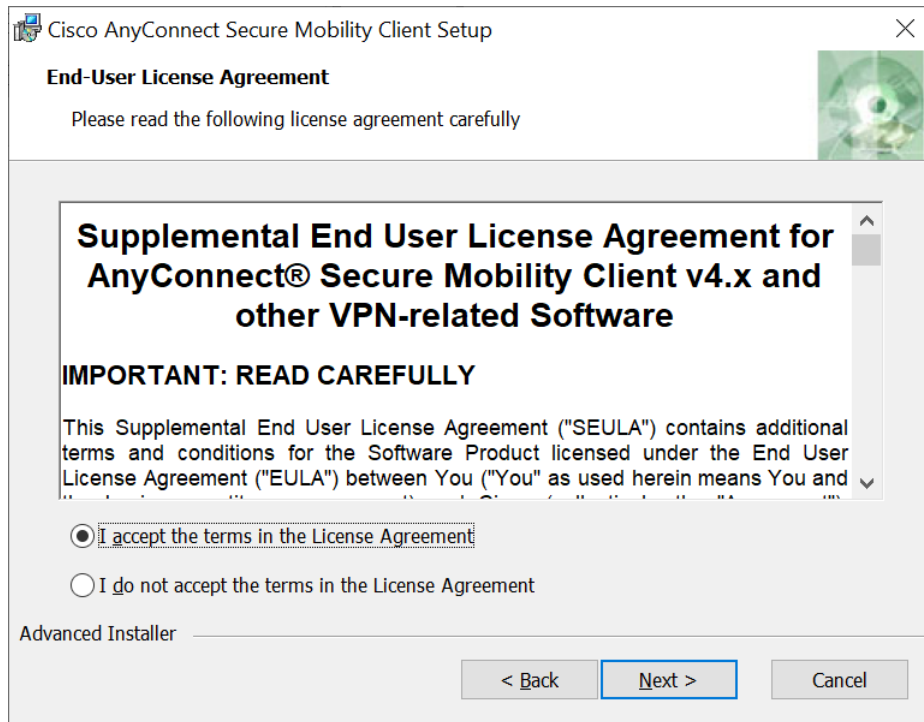 Cisco AnyConnect Secure Mobility Client Setup
End-User License Agreement
Please read the following license agreement carefully
Supplemental End User License Agreement for
AnyConnect® Secure Mobility Client v4.x and
other VPN-related Software
IMPORTANT: READ CAREFULLY
This Supplemental End User License Agreement ("SEULA") contains additional
terms and conditions for the Software Product licensed under the End User
License Agreement ("EULA") between You ("You" as used herein means You and
I accept the terms in the License Agreement
I do not accept the terms in the License Agreement
Advanced Installer
< Back
Next >
Cancel